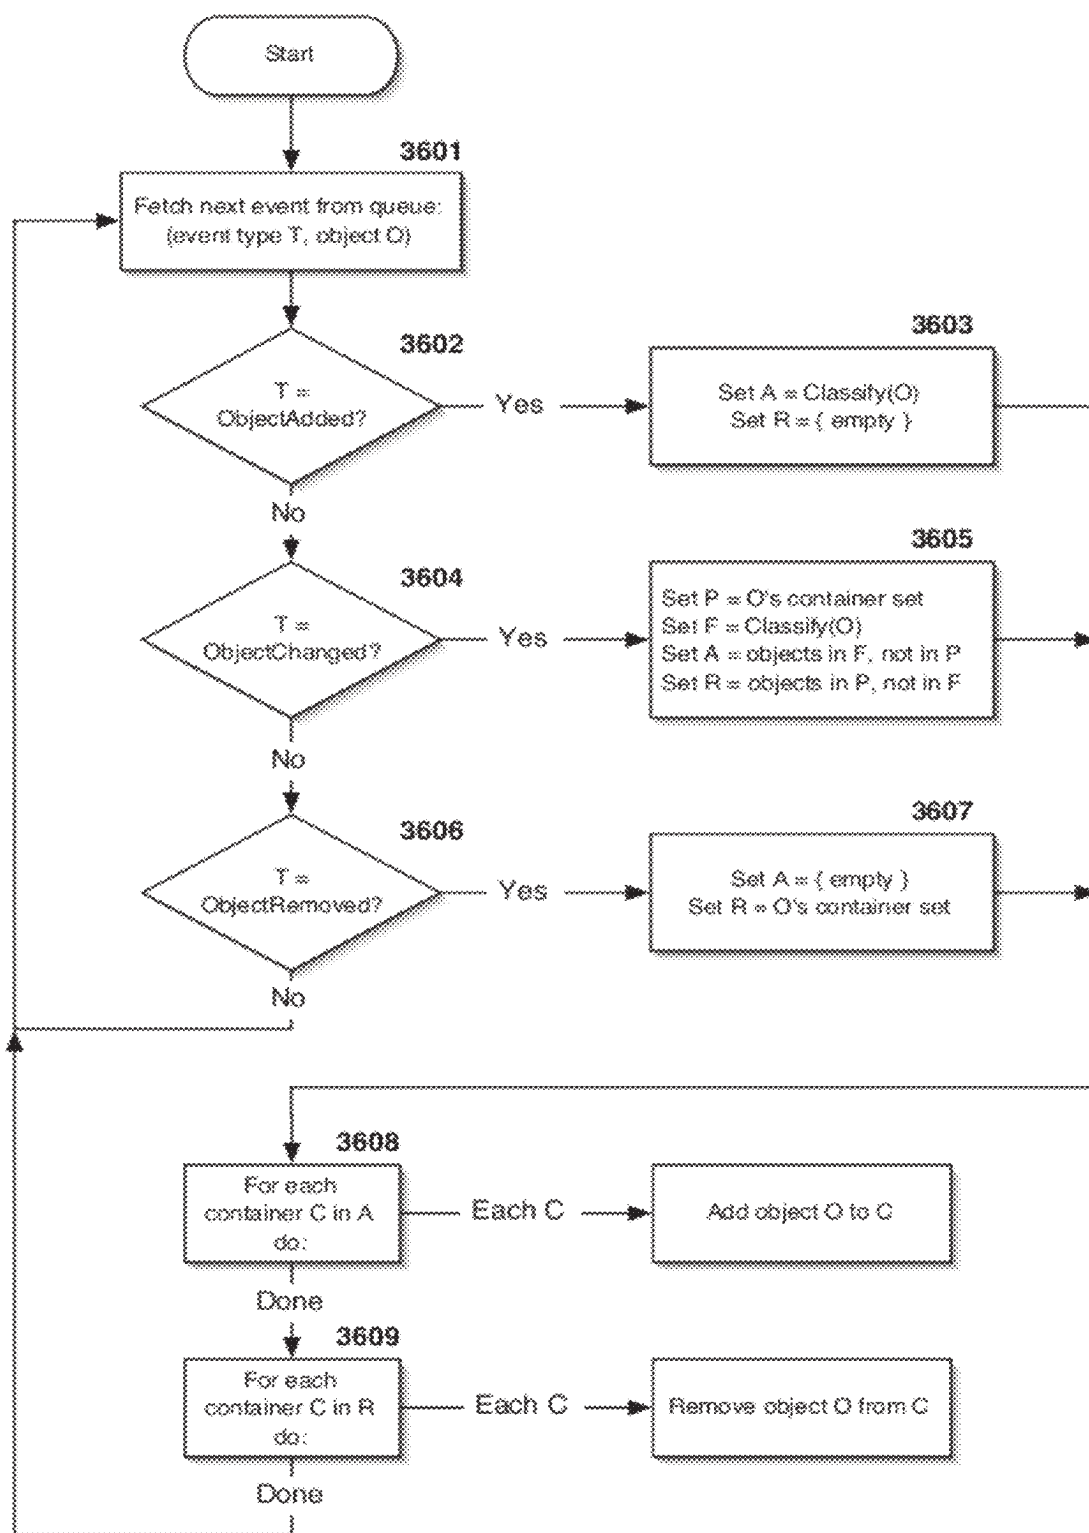 Start
3601
Fetch next event from queue:
(event type T, object O)
3602
T =
ObjectAdded?
Yes
3603
Set A = Classify(O)
Set R = { empty }
No
3604
T =
ObjectChanged?
Yes
3605
Set P = O's container set
Set F = Classify(O)
Set A = objects in F, not in P
Set R = objects in P, not in F
No
3606
T =
ObjectRemoved?
Yes
3607
Set A = { empty }
Set R = O's container set
No
3608
For each
container C in A
do:
Each C
Add object O to C
Done
3609
For each
container C in R
do:
Each C
Remove object O from C
Done